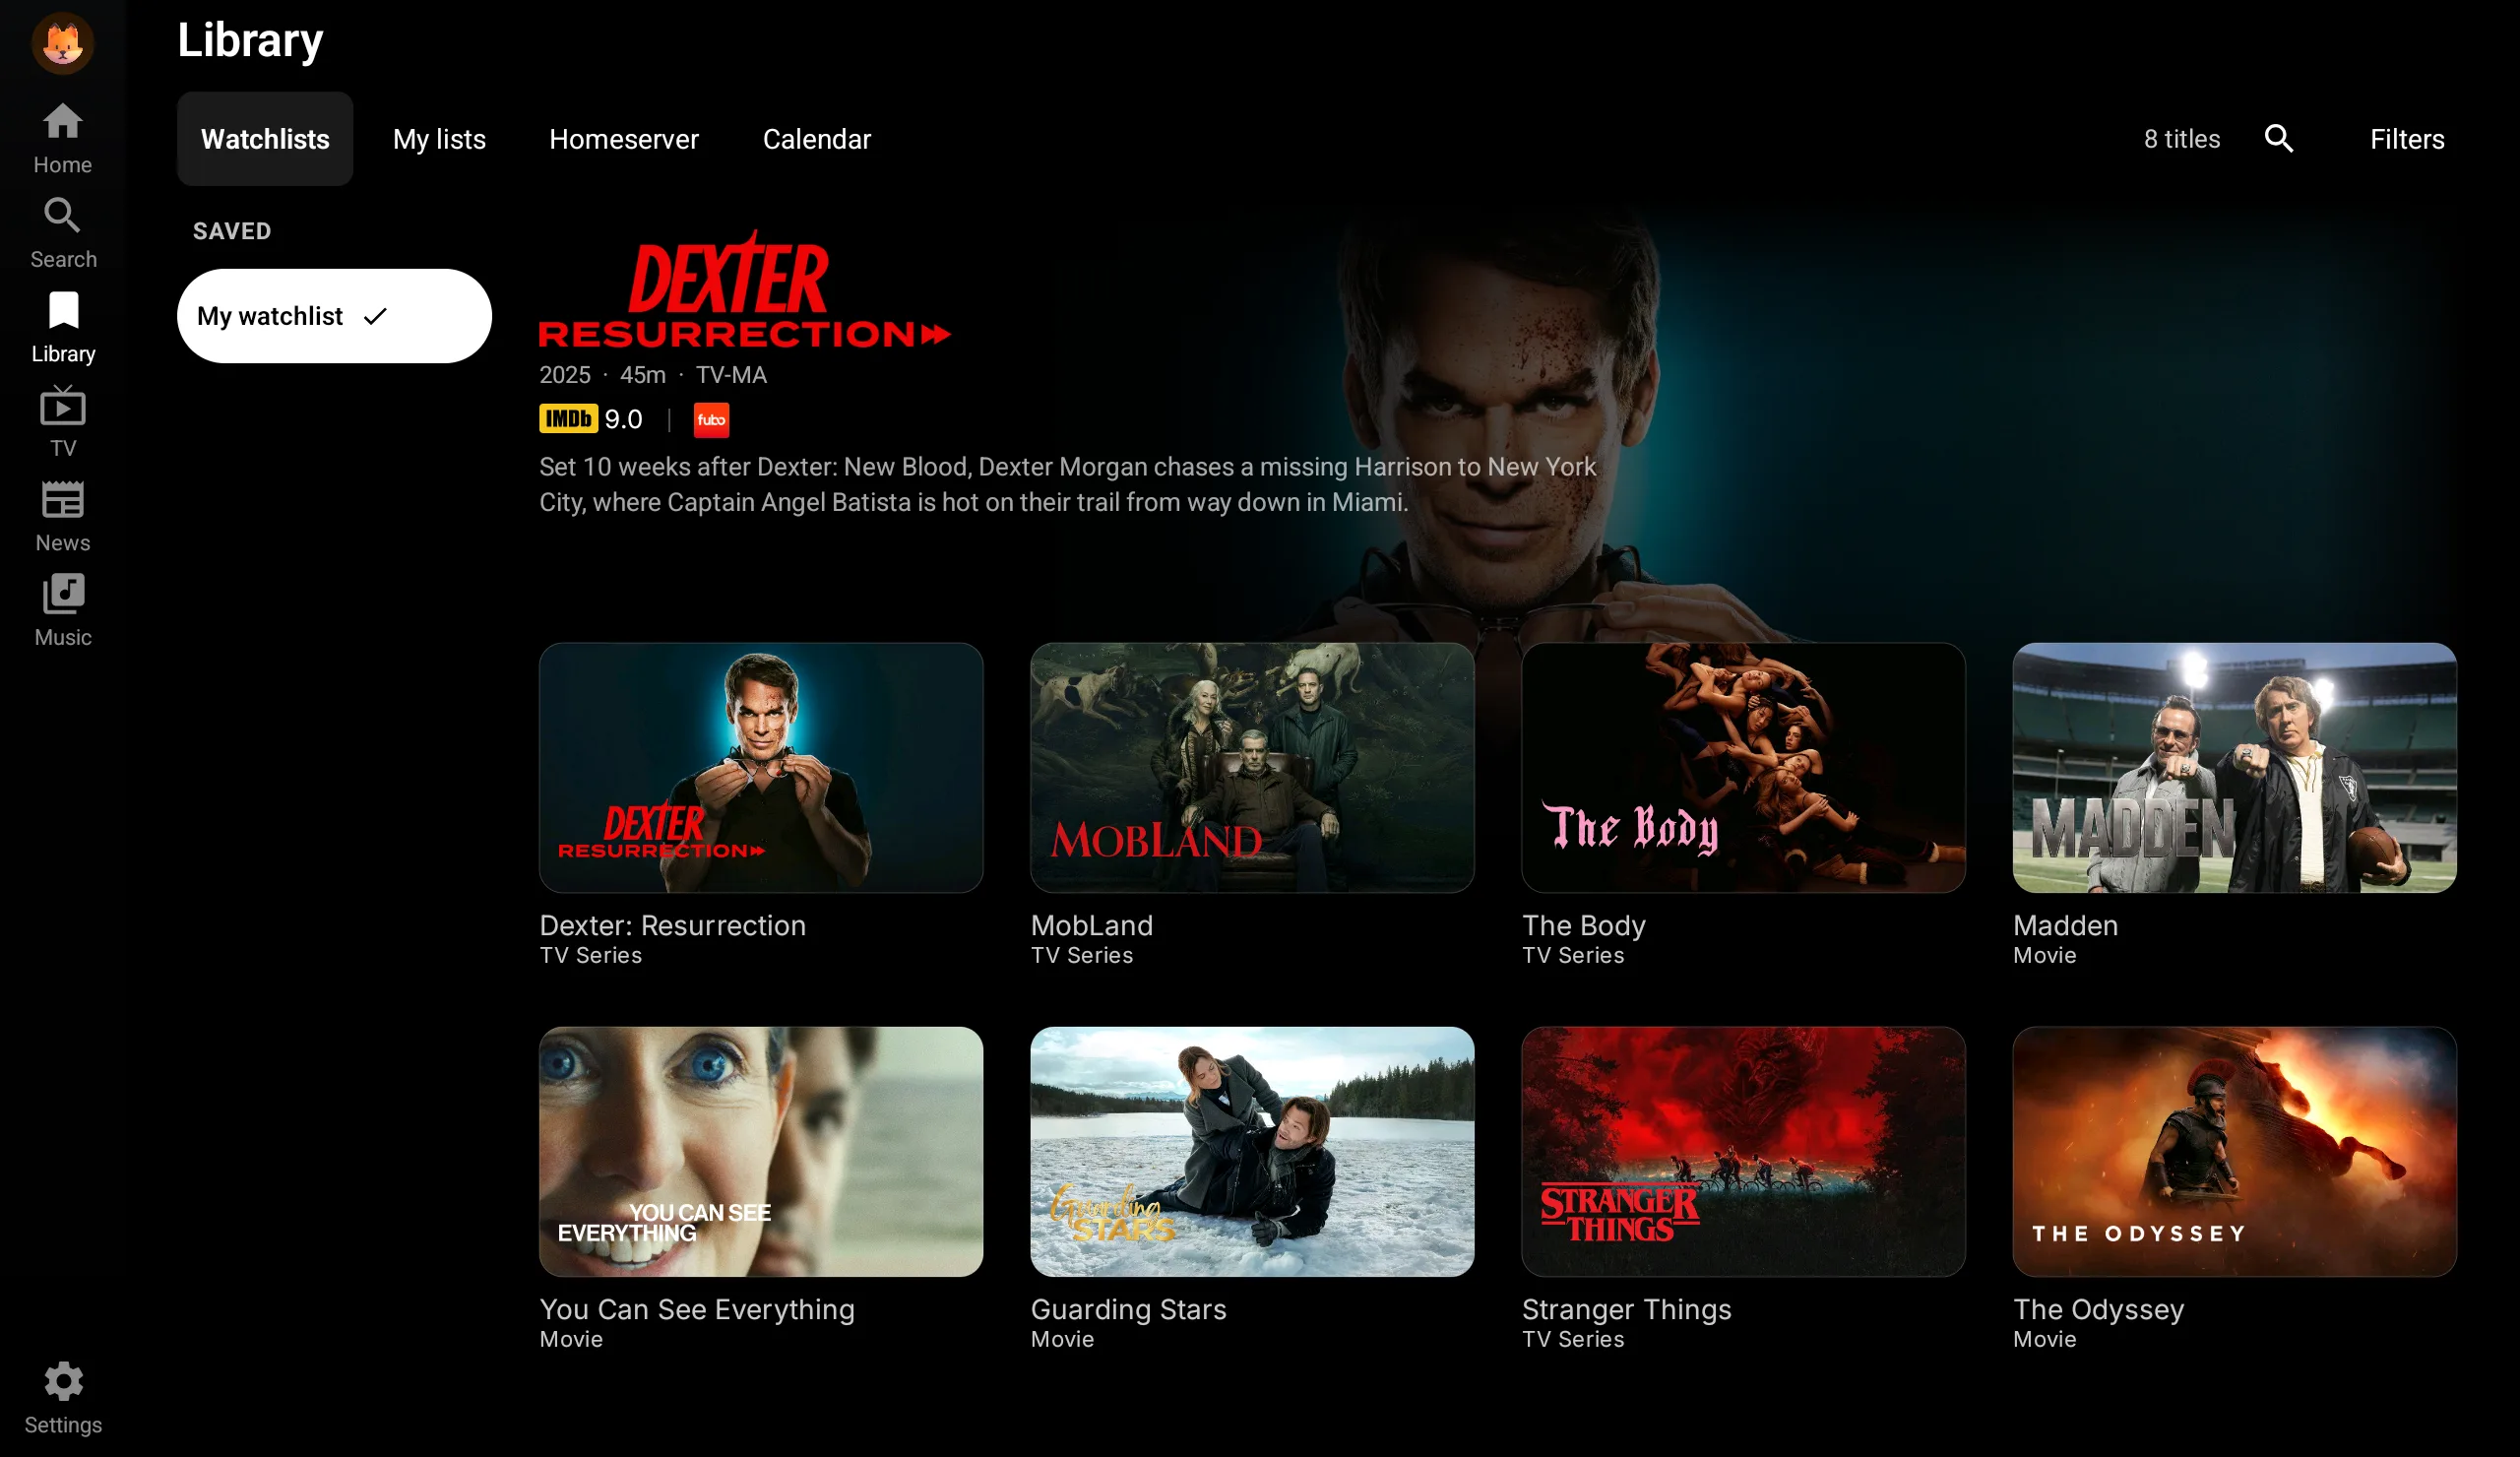 Library
Watchlists
My lists
Homeserver
Calendar
8 titles
Filters
Home
Search
Library
TV
News
Music
Settings
SAVED
My watchlist
DEXTER
RESURRECTION
2025 · 45m · TV-MA
IMDb 9.0 | fubo
Set 10 weeks after Dexter: New Blood, Dexter Morgan chases a missing Harrison to New York
City, where Captain Angel Batista is hot on their trail from way down in Miami.
DEXTER
RESURRECTION
Dexter: Resurrection
TV Series
MOBLAND
MobLand
TV Series
The Body
The Body
TV Series
MADDEN
Madden
Movie
YOU CAN SEE
EVERYTHING
You Can See Everything
Movie
Guarding
STARS
Guarding Stars
Movie
STRANGER
THINGS
Stranger Things
TV Series
THE ODYSSEY
The Odyssey
Movie